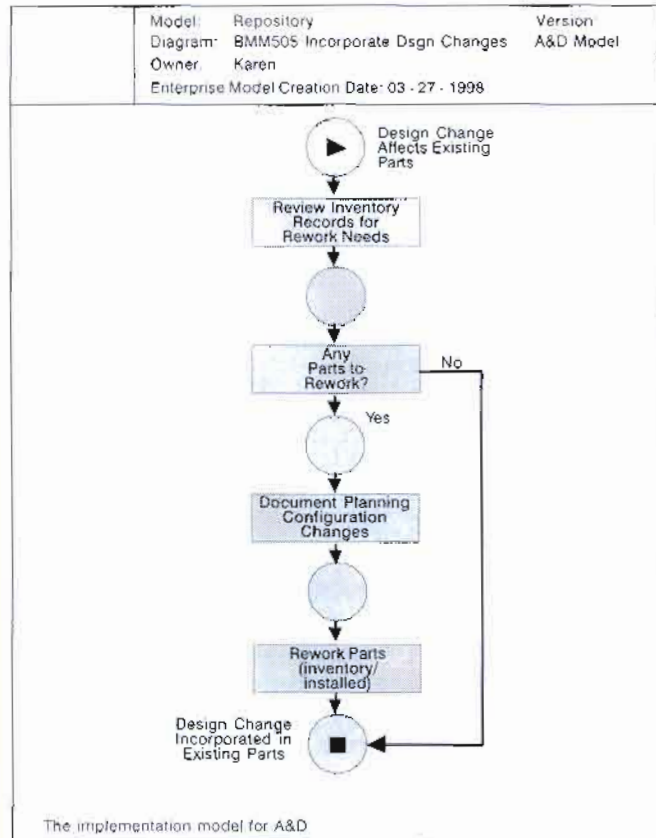 Model: Repository Version
Diagram: BMM505 Incorporate Dsgn Changes A&D Model
Owner Karen
Enterprise Model Creation Date: 03 - 27 - 1998
Design Change
Affects Existing
Parts
Review Inventory
Records for
Rework Needs
Any
Parts to
Rework?
No
Yes
Document Planning
Configuration
Changes
Rework Parts
(inventory/
installed)
Design Change
Incorporated in
Existing Parts
The implementation model for A&D